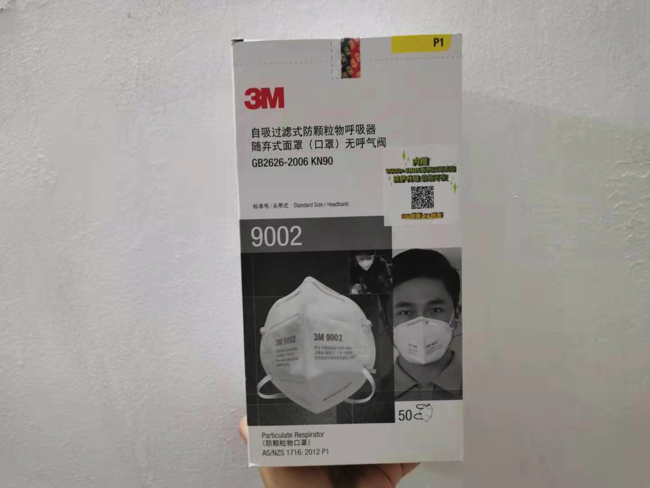 P1
3M
自吸过滤式防颗粒物呼吸器
随弃式面罩（口罩）无呼气阀
GB2626-2006 KN90
标准号/头带式 Standard Size / Headband
9002
3M 9002
3M 9002
50
Particulate Respirator
（防颗粒物口罩）
AS/NZS 1716: 2012 P1